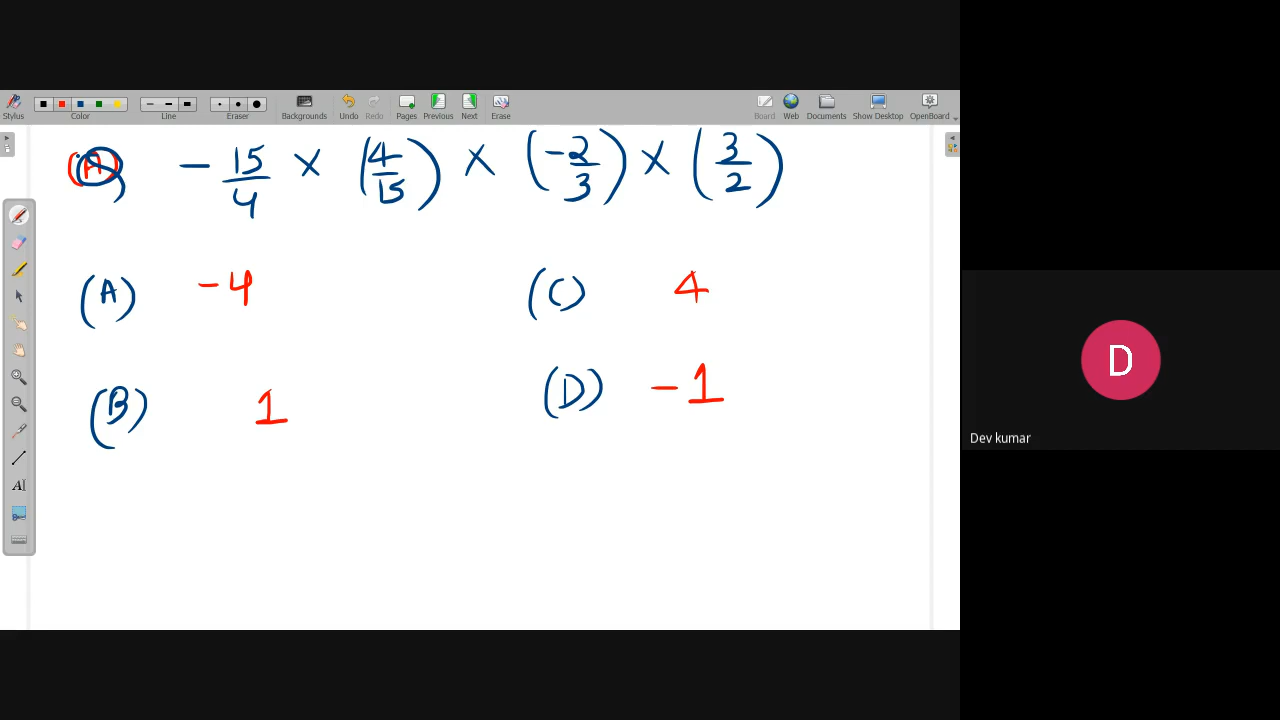 Stylus Color Line Eraser Backgrounds Undo Redo Pages Previous Next Erase Board Web Documents Show Desktop OpenBoard
(A) - 15/4 × (4/15) × (-2/3) × (3/2)
(A) -4 (C) 4
(B) 1 (D) -1
D
Dev kumar